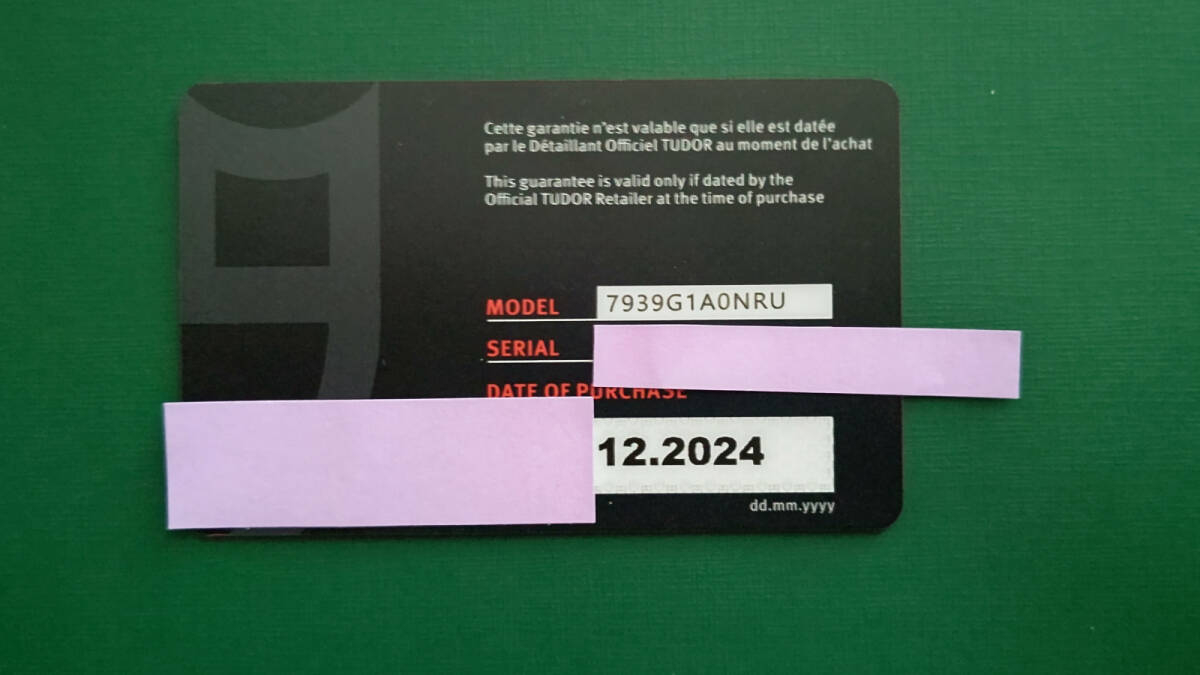 Cette garantie n'est valable que si elle est datée
par le Détaillant Officiel TUDOR au moment de l'achat
This guarantee is valid only if dated by the
Official TUDOR Retailer at the time of purchase
MODEL 7939G1A0NRU
SERIAL
DATE OF PURCHASE
12.2024
dd.mm.yyyy